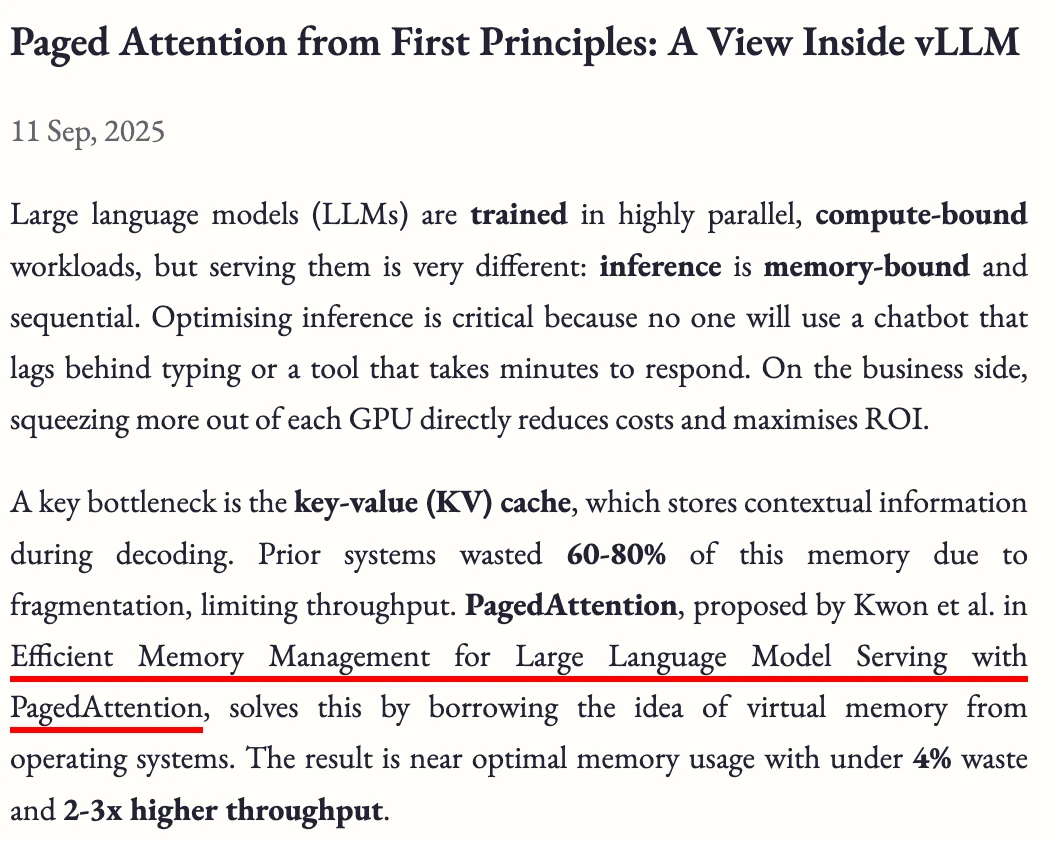 Paged Attention from First Principles: A View Inside vLLM
11 Sep, 2025
Large language models (LLMs) are trained in highly parallel, compute-bound
workloads, but serving them is very different: inference is memory-bound and
sequential. Optimising inference is critical because no one will use a chatbot that
lags behind typing or a tool that takes minutes to respond. On the business side,
squeezing more out of each GPU directly reduces costs and maximises ROI.
A key bottleneck is the key-value (KV) cache, which stores contextual information
during decoding. Prior systems wasted 60-80% of this memory due to
fragmentation, limiting throughput. PagedAttention, proposed by Kwon et al. in
Efficient Memory Management for Large Language Model Serving with
PagedAttention, solves this by borrowing the idea of virtual memory from
operating systems. The result is near optimal memory usage with under 4% waste
and 2-3x higher throughput.